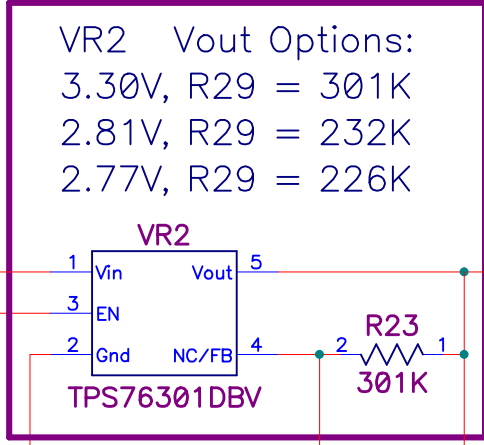 VR2 Vout Options:
3.30V, R29 = 301K
2.81V, R29 = 232K
2.77V, R29 = 226K
VR2
1 Vin Vout 5
3 EN
2 Gnd NC/FB 4
TPS76301DBV
R23
2 1
301K